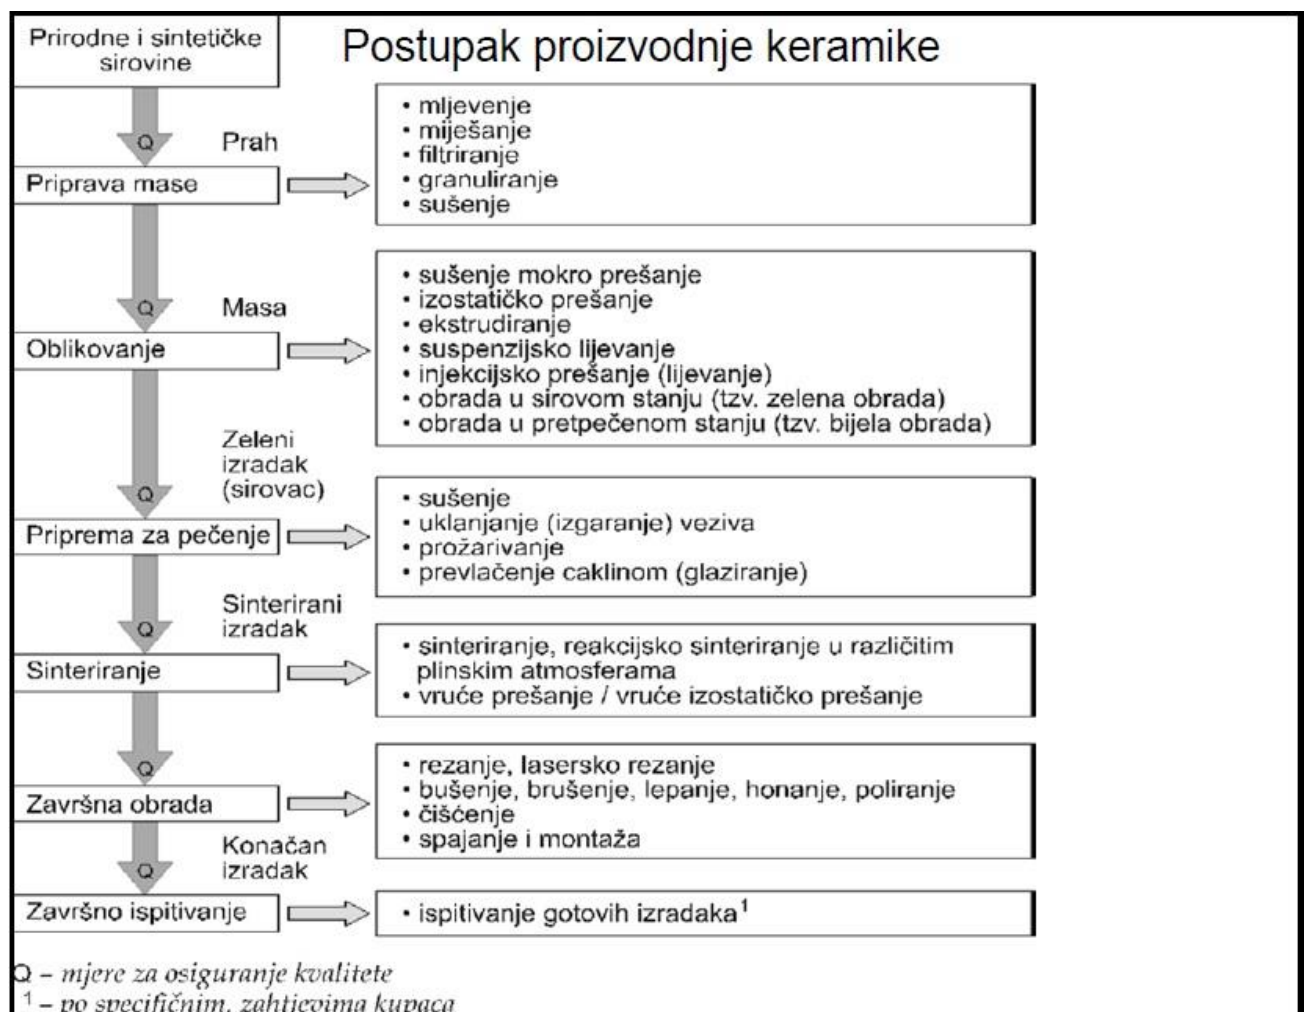 Prirodne i sintetičke
sirovine
Postupak proizvodnje keramike
Q
Prah
Priprava mase
• mljevenje
• miješanje
• filtriranje
• granuliranje
• sušenje
Q
Masa
Oblikovanje
• sušenje mokro prešanje
• izostatičko prešanje
• ekstrudiranje
• suspenzijsko lijevanje
• injekcijsko prešanje (lijevanje)
• obrada u sirovom stanju (tzv. zelena obrada)
• obrada u pretpečenom stanju (tzv. bijela obrada)
Zeleni
izradak
(sirovac)
Q
Priprema za pečenje
• sušenje
• uklanjanje (izgaranje) veziva
• prožarivanje
• prevlačenje caklinom (glaziranje)
Sinterirani
izradak
Q
Sinteriranje
• sinteriranje, reakcijsko sinteriranje u različitim
plinskim atmosferama
• vruće prešanje / vruće izostatičko prešanje
Q
Završna obrada
• rezanje, lasersko rezanje
• bušenje, brušenje, lepanje, honanje, poliranje
• čišćenje
• spajanje i montaža
Konačan
izradak
Q
Završno ispitivanje
• ispitivanje gotovih izradaka¹
Q – mjere za osiguranje kvalitete
¹ – po specifičnim, zahtjevima kupaca